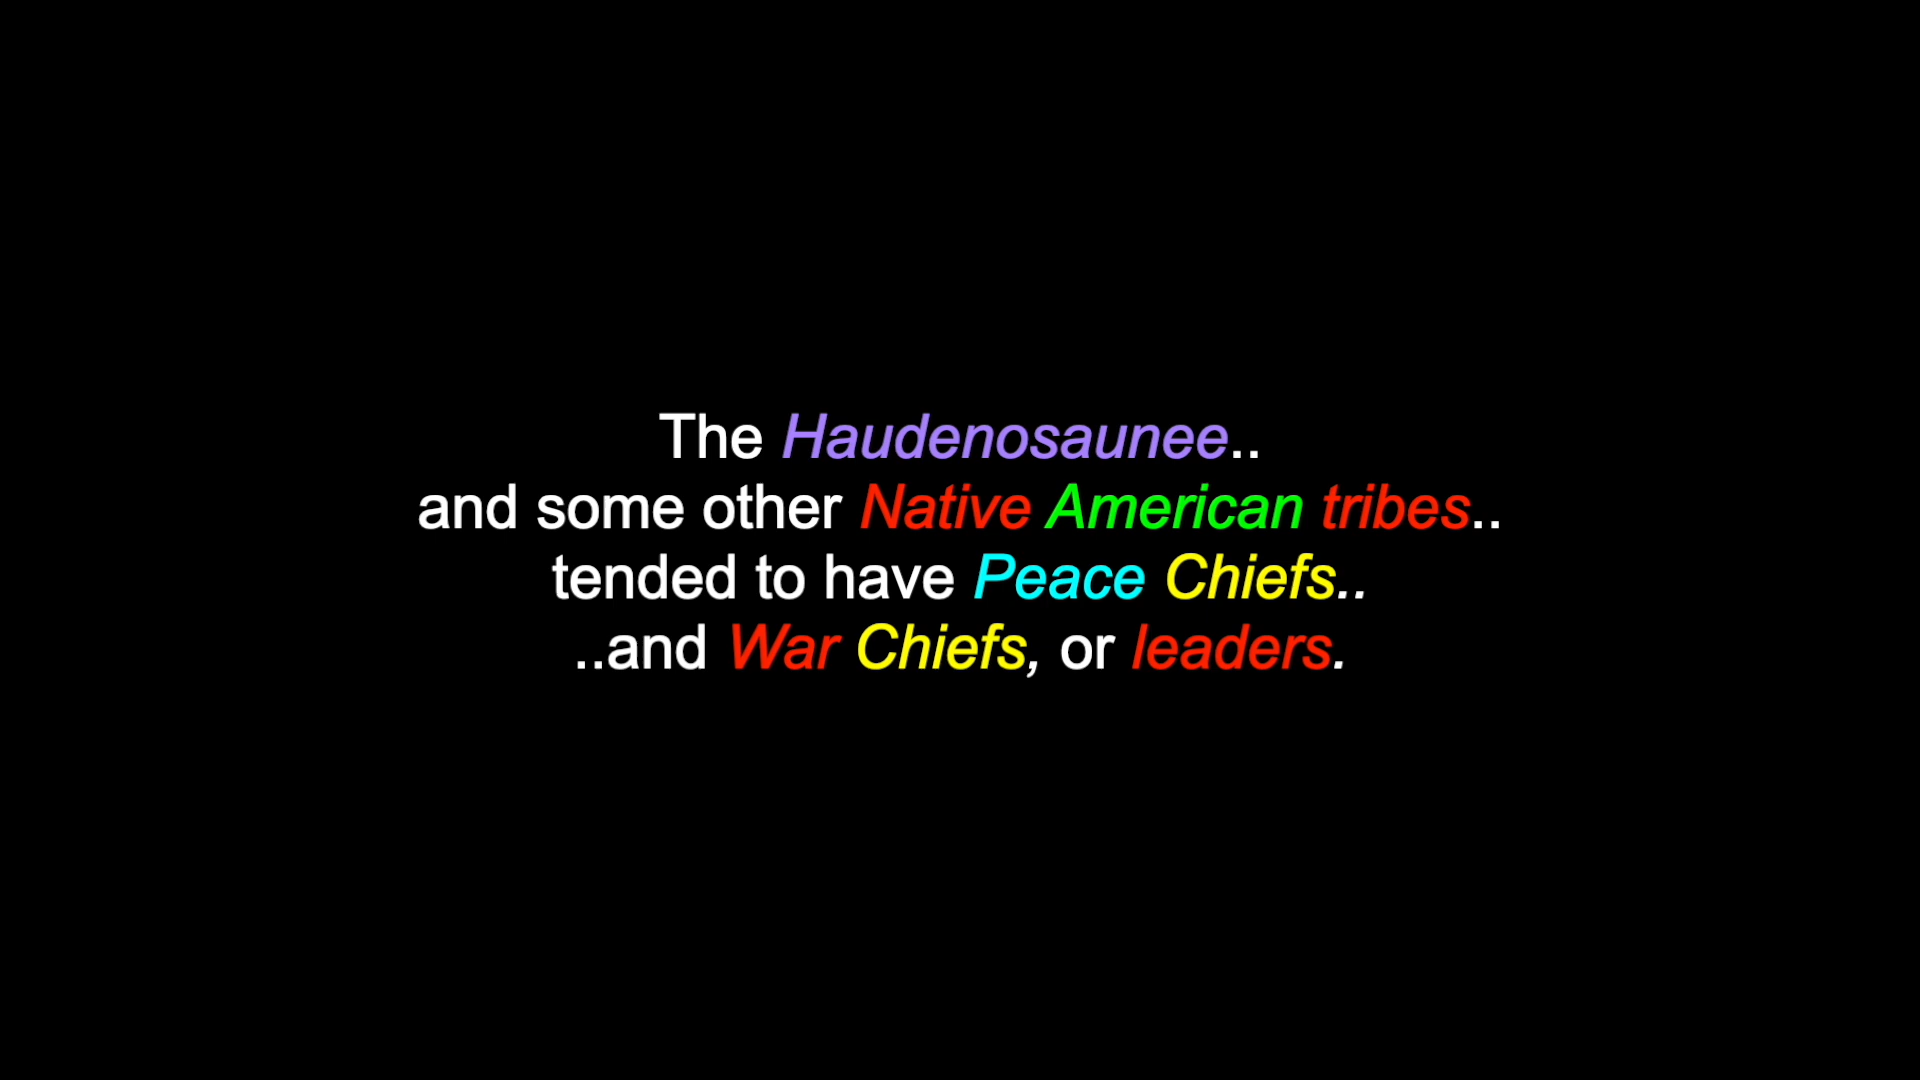 The Haudenosaunee..
and some other Native American tribes..
tended to have Peace Chiefs..
..and War Chiefs, or leaders.